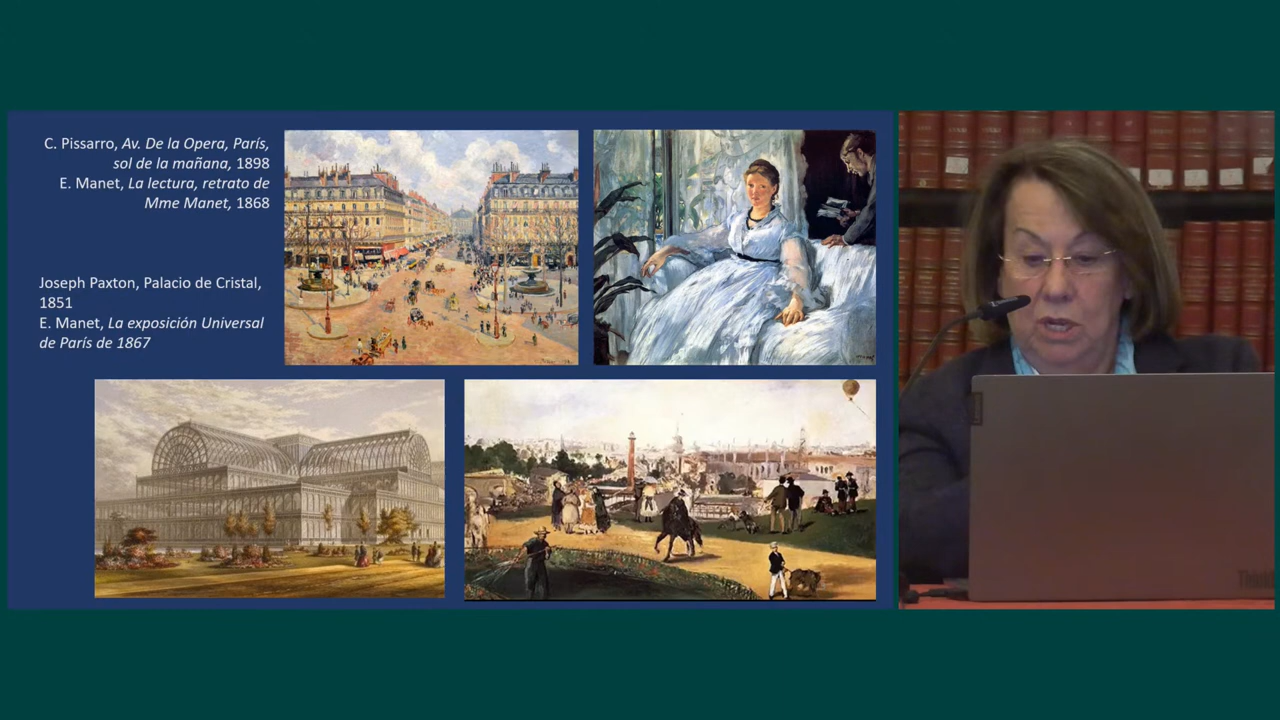 C. Pissarro, Av. De la Opera, París,
sol de la mañana, 1898
E. Manet, La lectura, retrato de
Mme Manet, 1868
Joseph Paxton, Palacio de Cristal,
1851
E. Manet, La exposición Universal
de París de 1867